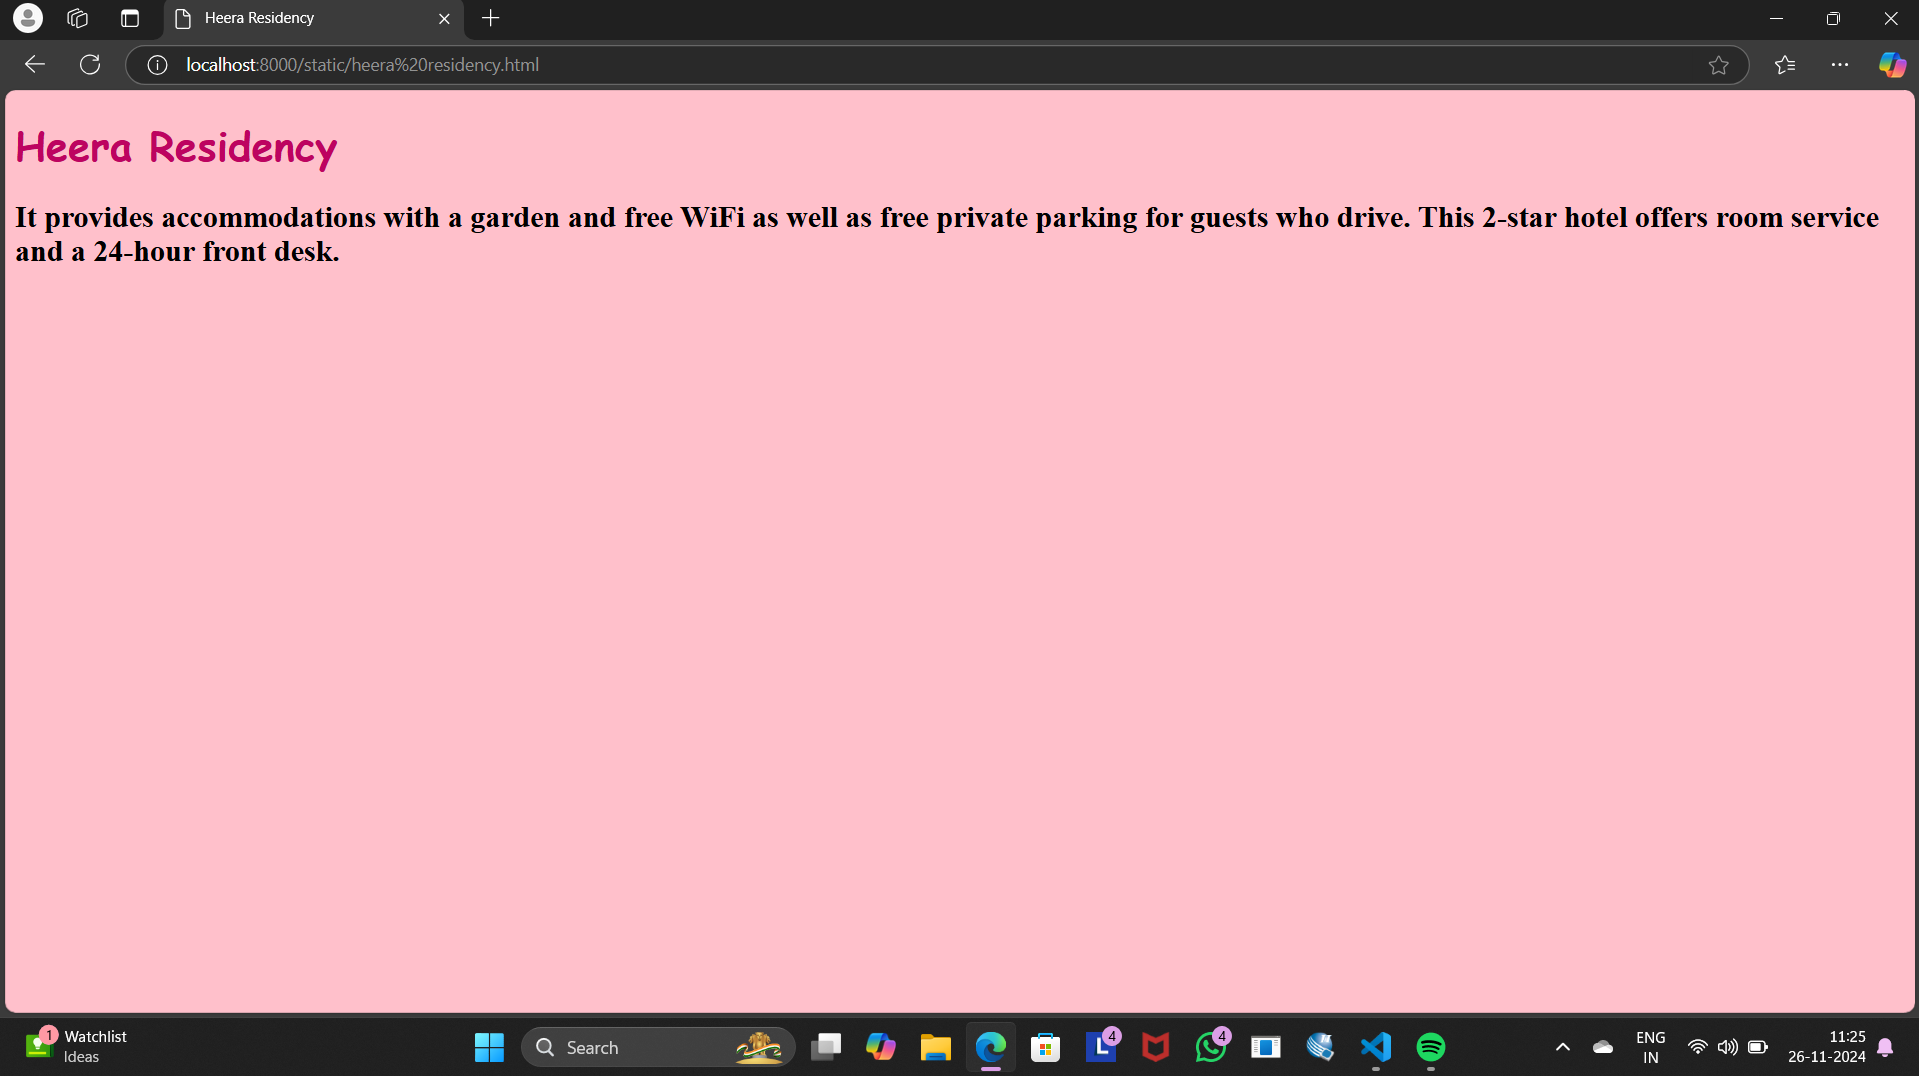 Heera Residency
localhost:8000/static/heera%20residency.html
Heera Residency
It provides accommodations with a garden and free WiFi as well as free private parking for guests who drive. This 2-star hotel offers room service
and a 24-hour front desk.
1
Watchlist
Ideas
Search
L
4
4
ENG
IN
11:25
26-11-2024